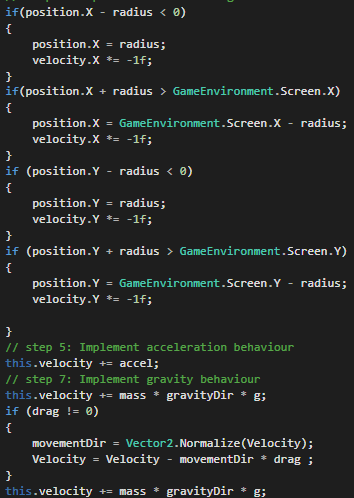 if(position.X - radius < 0)
{
position.X = radius;
velocity.X *= -1f;
}
if(position.X + radius > GameEnvironment.Screen.X)
{
position.X = GameEnvironment.Screen.X - radius;
velocity.X *= -1f;
}
if (position.Y - radius < 0)
{
position.Y = radius;
velocity.Y *= -1f;
}
if (position.Y + radius > GameEnvironment.Screen.Y)
{
position.Y = GameEnvironment.Screen.Y - radius;
velocity.Y *= -1f;
}
// step 5: Implement acceleration behaviour
this.velocity += accel;
// step 7: Implement gravity behaviour
this.velocity += mass * gravityDir * g;
if (drag != 0)
{
movementDir = Vector2.Normalize(Velocity);
Velocity = Velocity - movementDir * drag ;
}
this.velocity += mass * gravityDir * g;